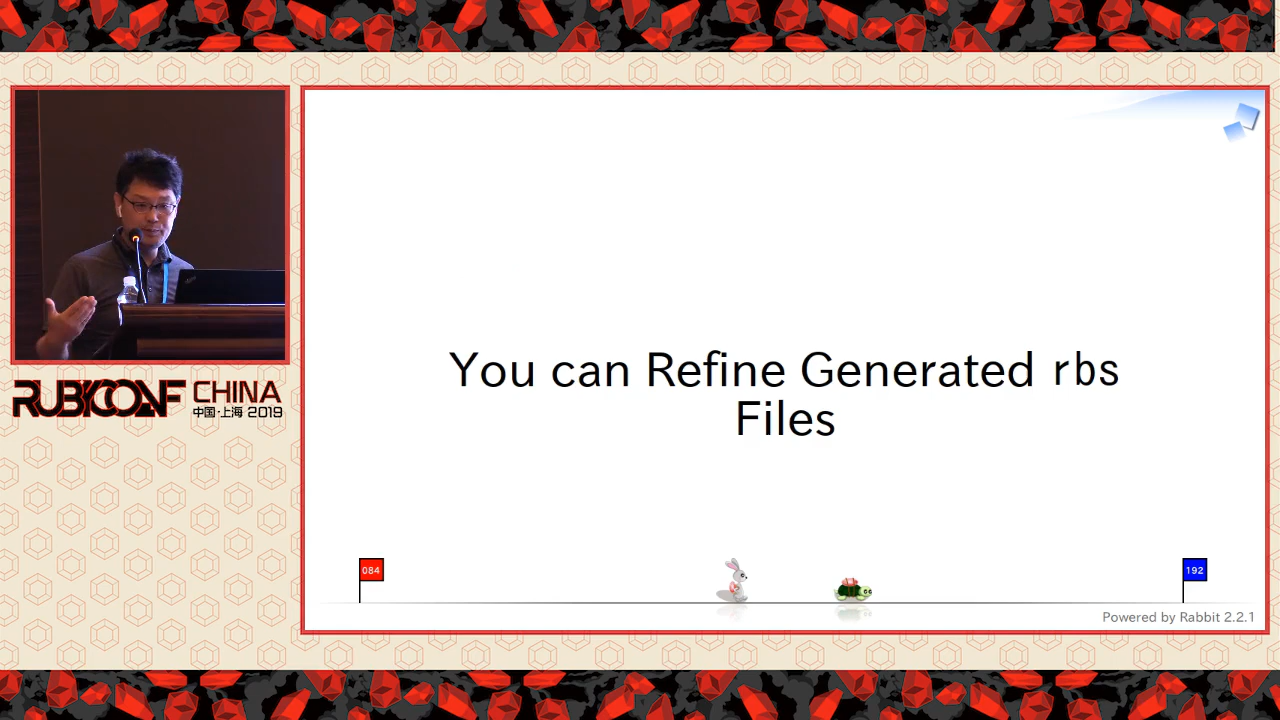 You can Refine Generated rbs
Files
084
192
Powered by Rabbit 2.2.1
RUBYCONF CHINA
中国·上海 2019